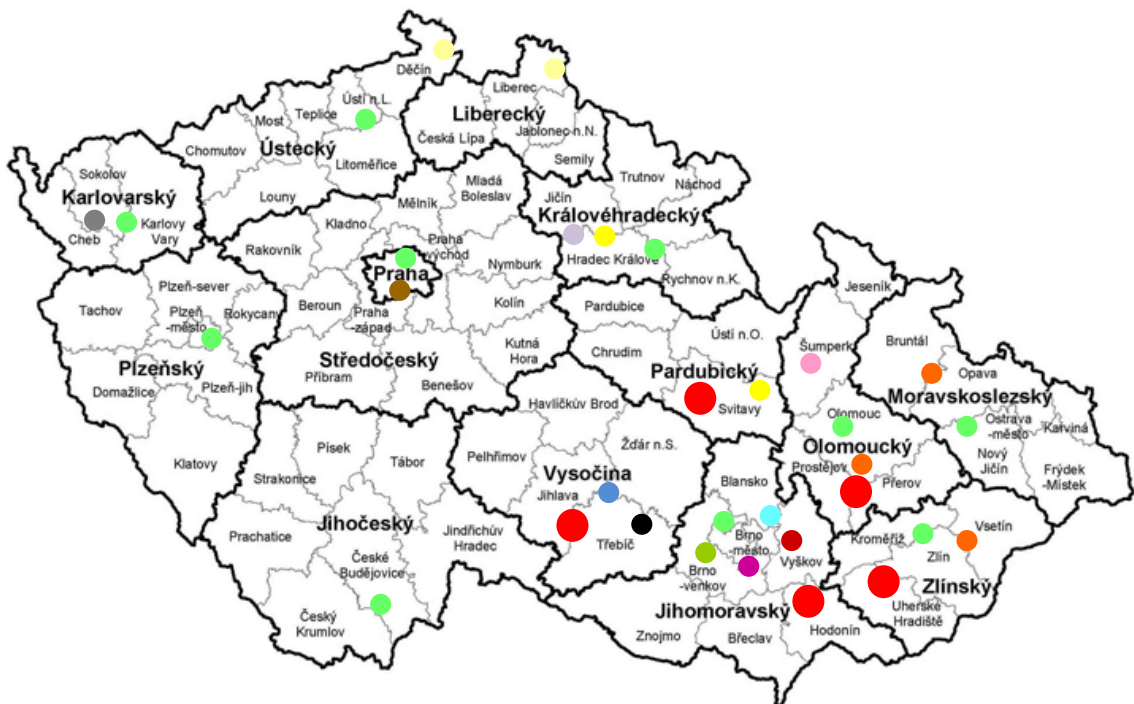 Děčín
Liberec
Ústí n.L.
Teplice
Most
Liberecký
Česká Lípa
Jablonec n.N.
Chomutov
Ústecký
Litoměřice
Semily
Sokolov
Trutnov
Karlovarský
Louny
Mladá
Boleslav
Náchod
Mělník
Jičín
Královéhradecký
Karlovy
Vary
Cheb
Kladno
Praha
východ
Rakovník
Hradec Králové
Nymburk
Praha
Rychnov n.K.
Jeseník
Plzeň-sever
Tachov
Plzeň
-město
Rokycany
Beroun
Praha
-západ
Kolín
Pardubice
Ústí n.O.
Kutná
Hora
Chrudim
Šumperk
Bruntál
Plzeňský
Středočeský
Pardubický
Opava
Domažlice
Plzeň-jih
Příbram
Benešov
Svitavy
Moravskoslezský
Havlíčkův Brod
Olomouc
Ostrava
-město
Karviná
Písek
Žďár n.S.
Olomoucký
Klatovy
Tábor
Pelhřimov
Nový
Jičín
Strakonice
Vysočina
Prostějov
Přerov
Frýdek
-Místek
Blansko
Jihlava
Jihočeský
Prachatice
Jindřichův
Hradec
Třebíč
Brno
-město
Vyškov
Kroměříž
Vsetín
Zlín
České
Budějovice
Brno
-venkov
Zlínský
Jihomoravský
Uherské
Hradiště
Český
Krumlov
Znojmo
Břeclav
Hodonín